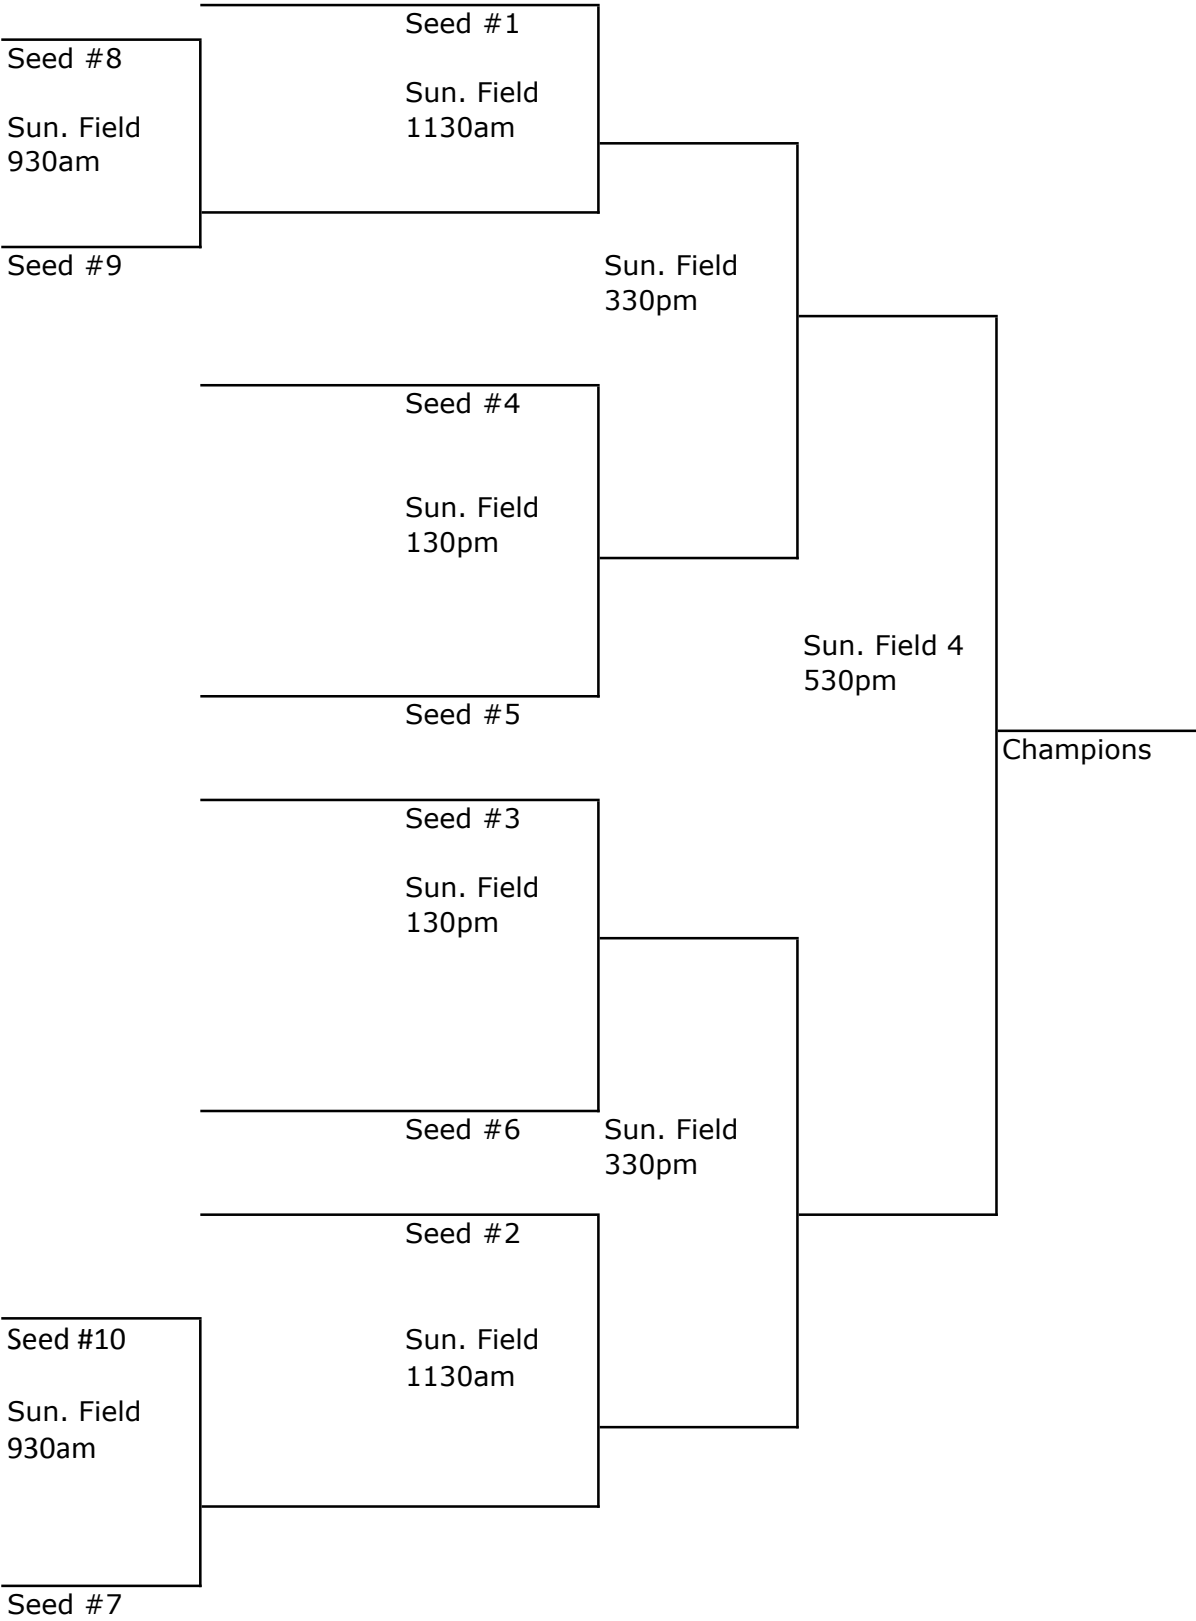 Seed #1
Seed #8
Sun. Field
1130am
Sun. Field
930am
Seed #9
Sun. Field
330pm
Seed #4
Sun. Field
130pm
Sun. Field 4
530pm
Seed #5
Champions
Seed #3
Sun. Field
130pm
Seed #6
Sun. Field
330pm
Seed #2
Seed #10
Sun. Field
1130am
Sun. Field
930am
Seed #7